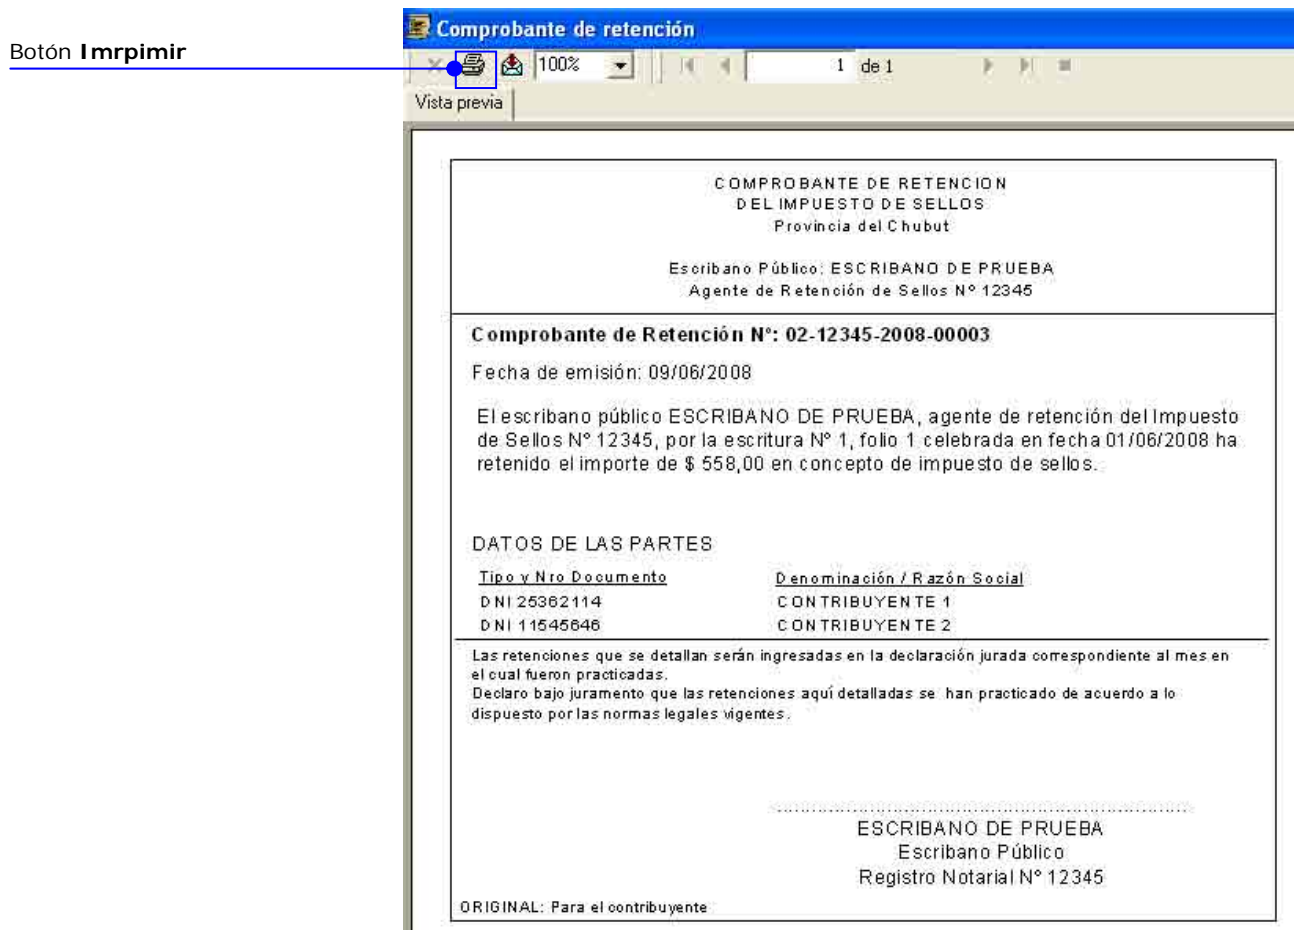 Botón Imrpimir
Comprobante de retención
100%
1 de 1
Vista previa
COMPROBANTE DE RETENCION
DEL IMPUESTO DE SELLOS
Provincia del Chubut
Escribano Público: ESCRIBANO DE PRUEBA
Agente de Retención de Sellos Nº 12345
Comprobante de Retención Nº: 02-12345-2008-00003
Fecha de emisión: 09/06/2008
El escribano público ESCRIBANO DE PRUEBA, agente de retención del Impuesto
de Sellos Nº 12345, por la escritura Nº 1, folio 1 celebrada en fecha 01/06/2008 ha
retenido el importe de $ 558,00 en concepto de impuesto de sellos.
DATOS DE LAS PARTES
Tipo y Nro Documento Denominación / Razón Social
DNI 25362114 CONTRIBUYENTE 1
DNI 11545646 CONTRIBUYENTE 2
Las retenciones que se detallan serán ingresadas en la declaración jurada correspondiente al mes en
el cual fueron practicadas.
Declaro bajo juramento que las retenciones aquí detalladas se han practicado de acuerdo a lo
dispuesto por las normas legales vigentes.
ESCRIBANO DE PRUEBA
Escribano Público
Registro Notarial Nº 12345
ORIGINAL: Para el contribuyente